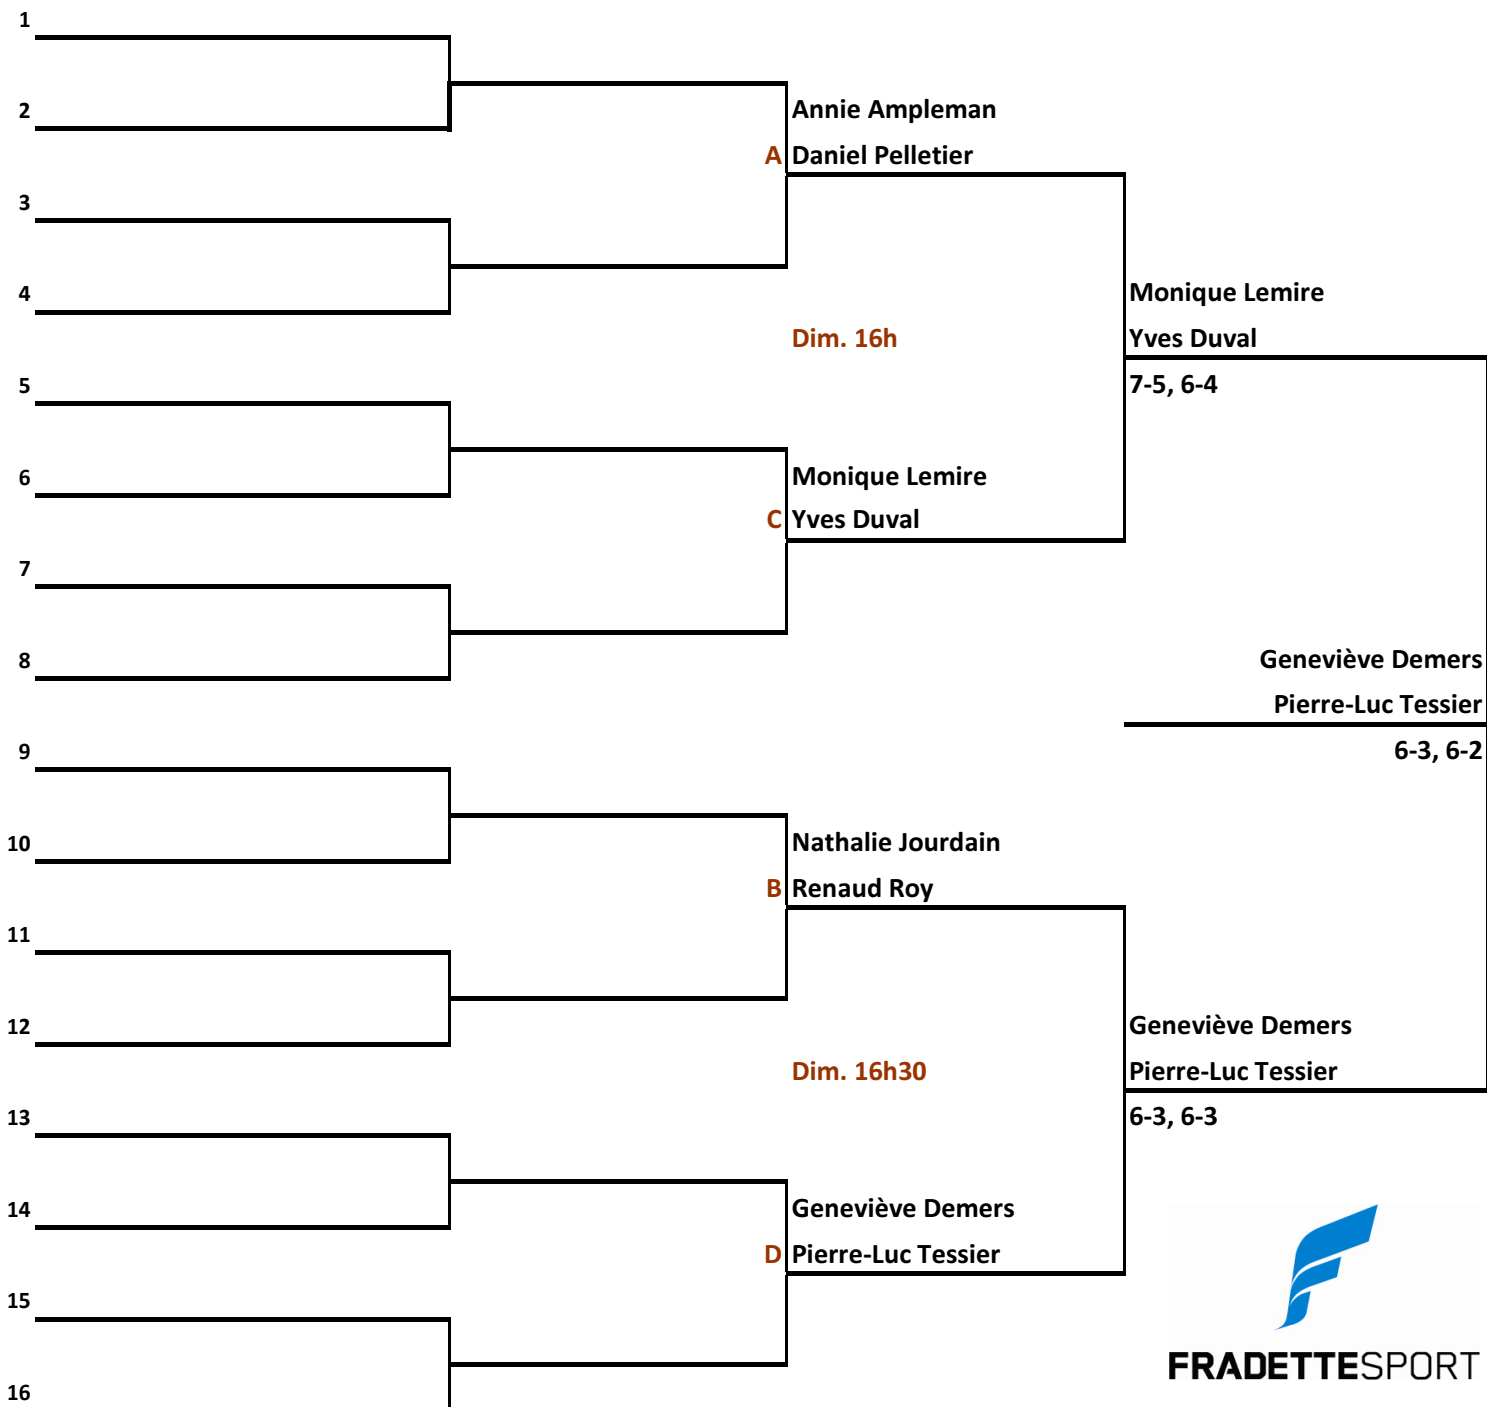 1
2
Annie Ampleman
A Daniel Pelletier
3
4
Monique Lemire
Dim. 16h
Yves Duval
5
7-5, 6-4
6
Monique Lemire
C Yves Duval
7
8
Geneviève Demers
Pierre-Luc Tessier
9
6-3, 6-2
10
Nathalie Jourdain
B Renaud Roy
11
12
Geneviève Demers
Dim. 16h30
Pierre-Luc Tessier
13
6-3, 6-3
14
Geneviève Demers
D Pierre-Luc Tessier
15
FRADETTESPORT
16